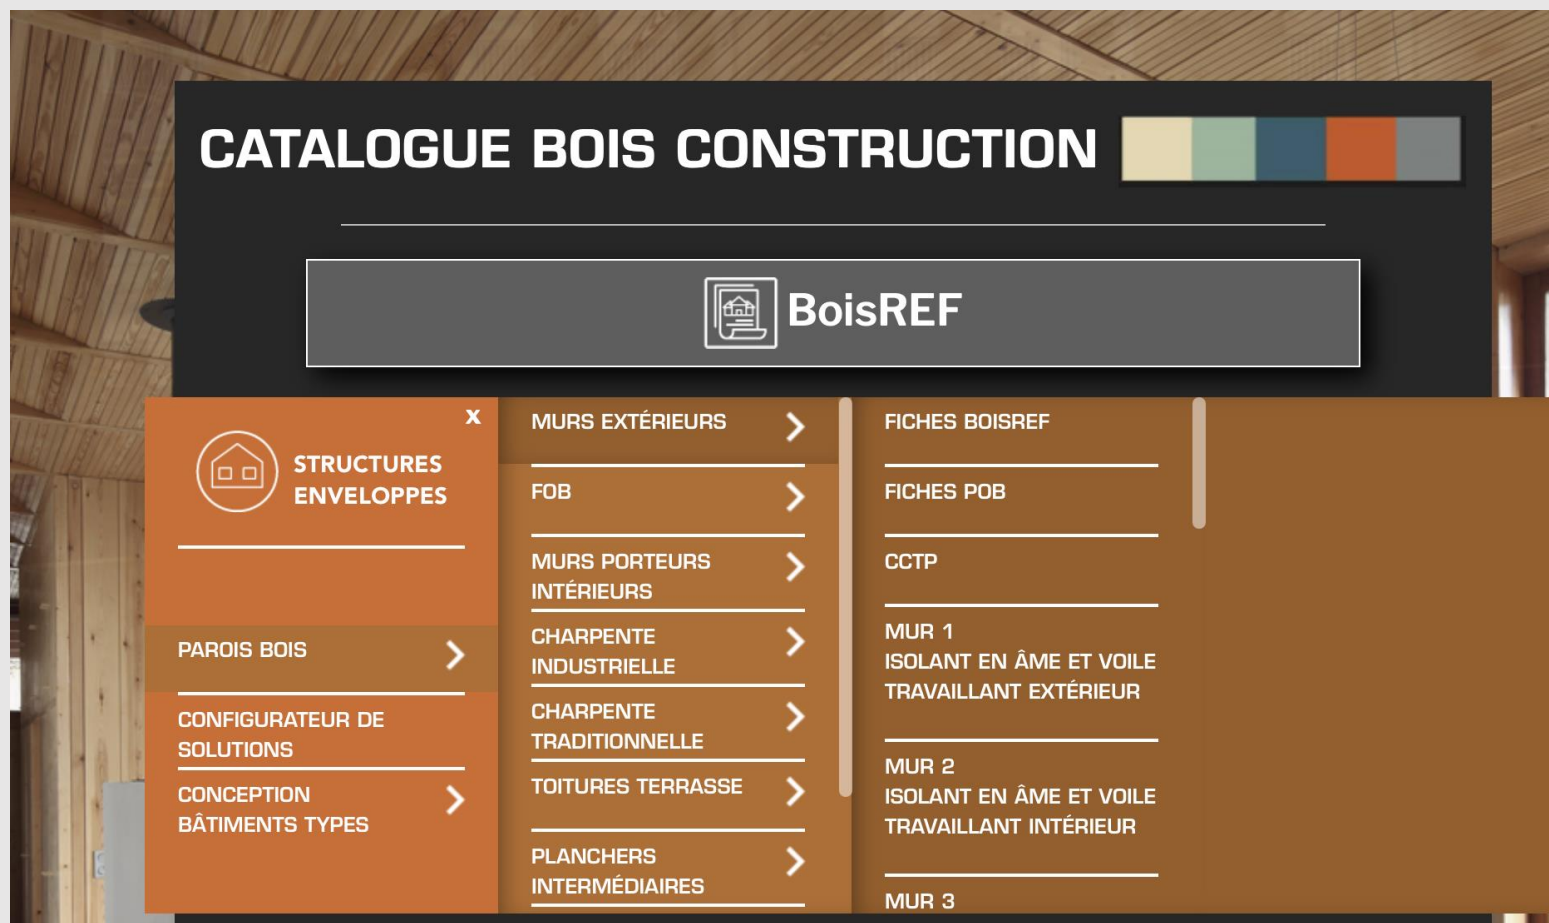 CATALOGUE BOIS CONSTRUCTION
BoisREF
x
STRUCTURES
ENVELOPPES
PAROIS BOIS
CONFIGURATEUR DE
SOLUTIONS
CONCEPTION
BÂTIMENTS TYPES
MURS EXTÉRIEURS
FOB
MURS PORTEURS
INTÉRIEURS
CHARPENTE
INDUSTRIELLE
CHARPENTE
TRADITIONNELLE
TOITURES TERRASSE
PLANCHERS
INTERMÉDIAIRES
FICHES BOISREF
FICHES POB
CCTP
MUR 1
ISOLANT EN ÂME ET VOILE
TRAVAILLANT EXTÉRIEUR
MUR 2
ISOLANT EN ÂME ET VOILE
TRAVAILLANT INTÉRIEUR
MUR 3